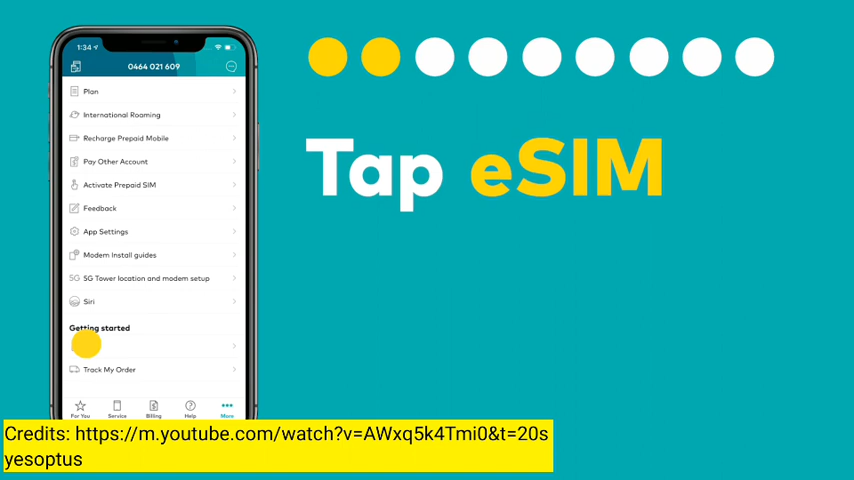 1:34
0464 021 609
Plan
International Roaming
Recharge Prepaid Mobile
Pay Other Account
Activate Prepaid SIM
Feedback
App Settings
Modem Install guides
5G 5G Tower location and modem setup
Siri
Getting started
Track My Order
For You Service Billing Help More
Tap eSIM
Credits: https://m.youtube.com/watch?v=AWxq5k4Tmi0&t=20s
yesoptus